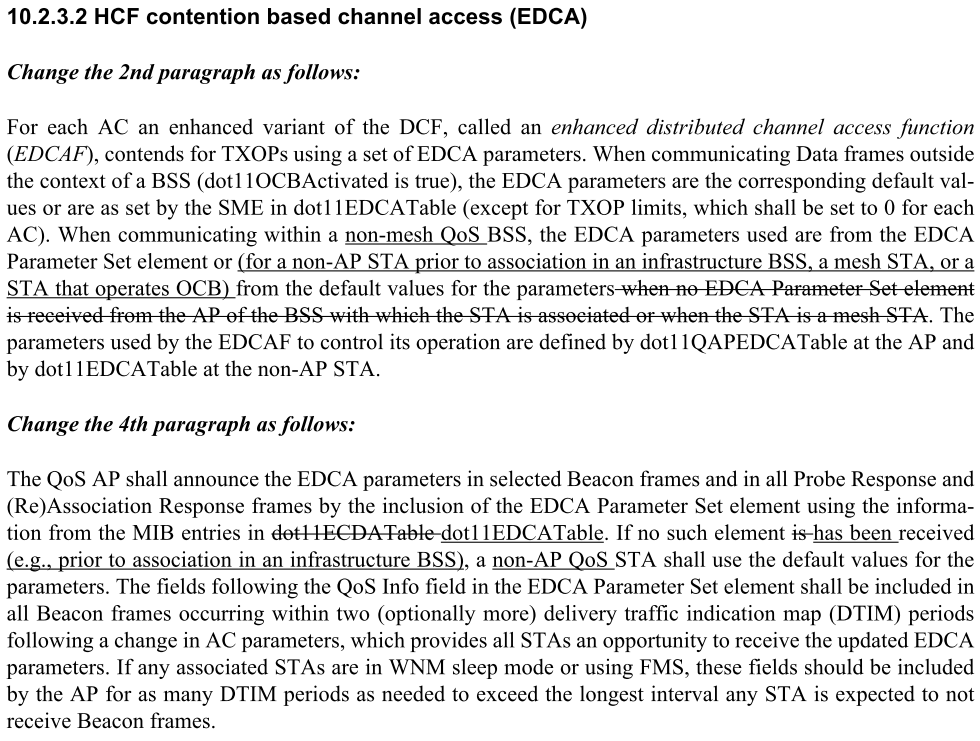 10.2.3.2 HCF contention based channel access (EDCA)
Change the 2nd paragraph as follows:
For each AC an enhanced variant of the DCF, called an enhanced distributed channel access function
(EDCAF), contends for TXOPs using a set of EDCA parameters. When communicating Data frames outside
the context of a BSS (dot11OCBActivated is true), the EDCA parameters are the corresponding default val-
ues or are as set by the SME in dot11EDCATable (except for TXOP limits, which shall be set to 0 for each
AC). When communicating within a non-mesh QoS BSS, the EDCA parameters used are from the EDCA
Parameter Set element or (for a non-AP STA prior to association in an infrastructure BSS, a mesh STA, or a
STA that operates OCB) from the default values for the parameters when no EDCA Parameter Set element
is received from the AP of the BSS with which the STA is associated or when the STA is a mesh STA. The
parameters used by the EDCAF to control its operation are defined by dot11QAPEDCATable at the AP and
by dot11EDCATable at the non-AP STA.
Change the 4th paragraph as follows:
The QoS AP shall announce the EDCA parameters in selected Beacon frames and in all Probe Response and
(Re)Association Response frames by the inclusion of the EDCA Parameter Set element using the informa-
tion from the MIB entries in dot11ECDATable dot11EDCATable. If no such element is has been received
(e.g., prior to association in an infrastructure BSS), a non-AP QoS STA shall use the default values for the
parameters. The fields following the QoS Info field in the EDCA Parameter Set element shall be included in
all Beacon frames occurring within two (optionally more) delivery traffic indication map (DTIM) periods
following a change in AC parameters, which provides all STAs an opportunity to receive the updated EDCA
parameters. If any associated STAs are in WNM sleep mode or using FMS, these fields should be included
by the AP for as many DTIM periods as needed to exceed the longest interval any STA is expected to not
receive Beacon frames.